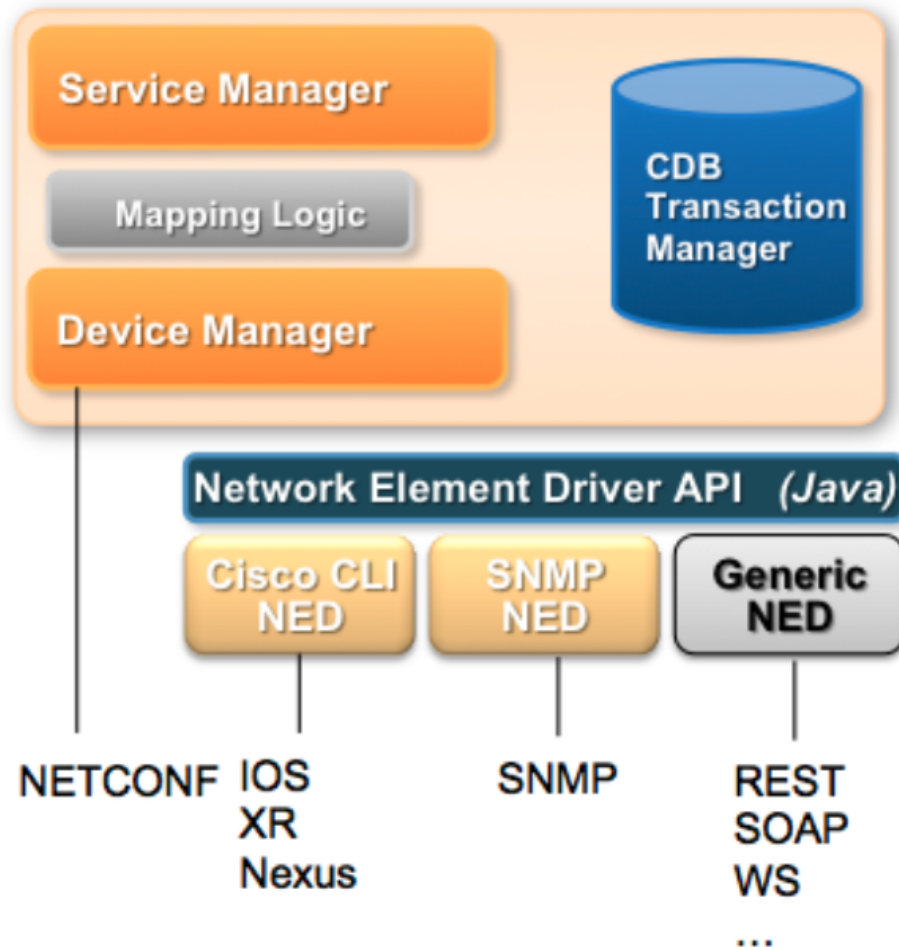 Service Manager
Mapping Logic
Device Manager
CDB
Transaction
Manager
Network Element Driver API (Java)
Cisco CLI
NED
SNMP
NED
Generic
NED
NETCONF
IOS
XR
Nexus
SNMP
REST
SOAP
WS
...